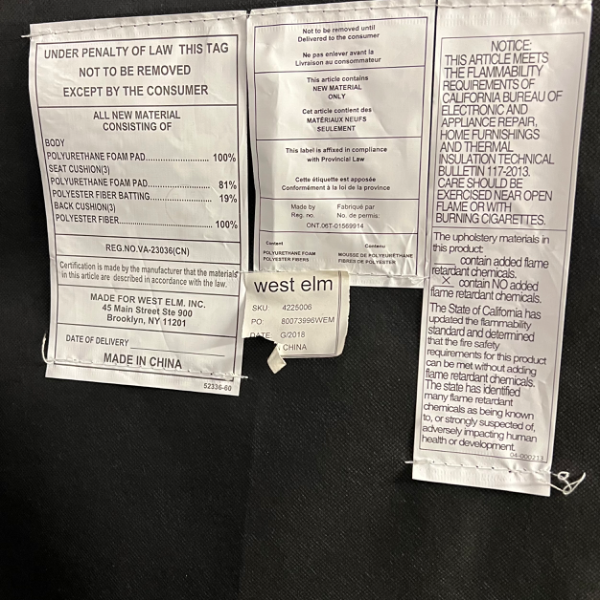 UNDER PENALTY OF LAW THIS TAG
NOT TO BE REMOVED
EXCEPT BY THE CONSUMER
ALL NEW MATERIAL
CONSISTING OF
BODY
POLYURETHANE FOAM PAD........................ 100%
SEAT CUSHION(3)
POLYURETHANE FOAM PAD........................ 81%
POLYESTER FIBER BATTING...................... 19%
BACK CUSHION(3)
POLYESTER FIBER.............................. 100%
REG.NO.VA-23036(CN)
Certification is made by the manufacturer that the materials
in this article are described in accordance with the law.
MADE FOR WEST ELM. INC.
45 Main Street Ste 900
Brooklyn, NY 11201
DATE OF DELIVERY
MADE IN CHINA
52336-60
Not to be removed until
Delivered to the consumer
Ne pas enlever avant la
Livraison au consommateur
This article contains
NEW MATERIAL
ONLY
Cet article contient des
MATÉRIAUX NEUFS
SEULEMENT
This label is affixed in compliance
with Provincial Law
Cette étiquette est apposée
Conformément à la loi de la province
Made by Fabriqué par
Reg. no. No. de permis.
ONT.06T-01569914
Content Contenu
POLYURETHANE FOAM MOUSSE DE POLYURÉTHANE
POLYESTER FIBERS FIBRES DE POLYESTER
west elm
SKU: 4225006
PO: 80073996WEM
DATE G/2018
CHINA
NOTICE:
THIS ARTICLE MEETS
THE FLAMMABILITY
REQUIREMENTS OF
CALIFORNIA BUREAU OF
ELECTRONIC AND
APPLIANCE REPAIR,
HOME FURNISHINGS
AND THERMAL
INSULATION TECHNICAL
BULLETIN 117-2013.
CARE SHOULD BE
EXERCISED NEAR OPEN
FLAME OR WITH
BURNING CIGARETTES.
The upholstery materials in
this product:
__ contain added flame
retardant chemicals.
X contain NO added
flame retardant chemicals.
The State of California has
updated the flammability
standard and determined
that the fire safety
requirements for this product
can be met without adding
flame retardant chemicals.
The state has identified
many flame retardant
chemicals as being known
to, or strongly suspected of,
adversely impacting human
health or development.
04-000213